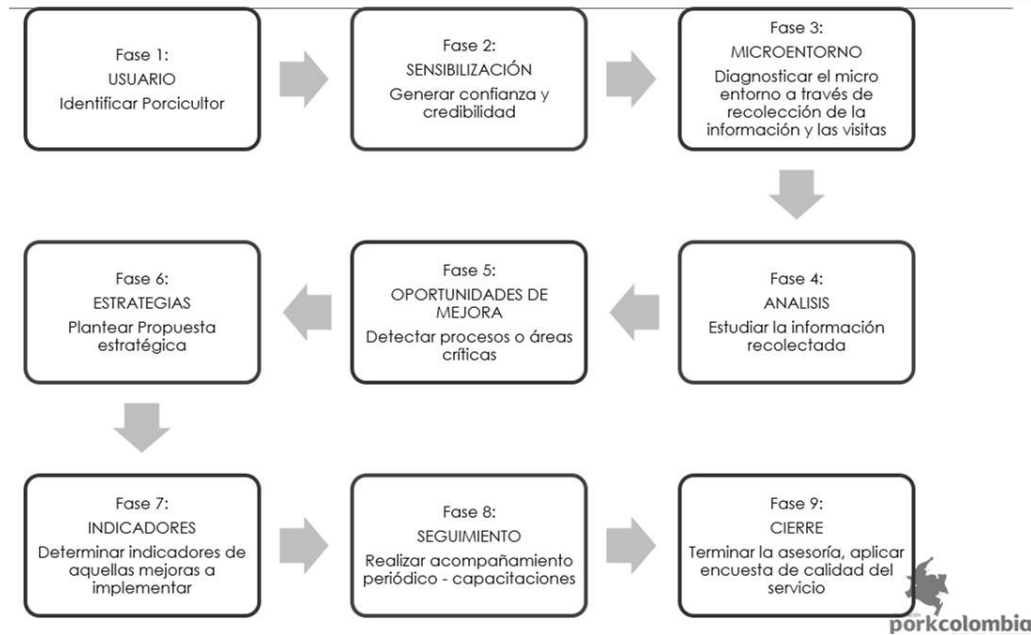 Fase 1:
USUARIO
Identificar Porcicultor
Fase 2:
SENSIBILIZACIÓN
Generar confianza y
credibilidad
Fase 3:
MICROENTORNO
Diagnosticar el micro
entorno a través de
recolección de la
información y las visitas
Fase 4:
ANALISIS
Estudiar la información
recolectada
Fase 5:
OPORTUNIDADES DE
MEJORA
Detectar procesos o áreas
críticas
Fase 6:
ESTRATEGIAS
Plantear Propuesta
estratégica
Fase 7:
INDICADORES
Determinar indicadores de
aquellas mejoras a
implementar
Fase 8:
SEGUIMIENTO
Realizar acompañamiento
periódico - capacitaciones
Fase 9:
CIERRE
Terminar la asesoría, aplicar
encuesta de calidad del
servicio
porkcolombia